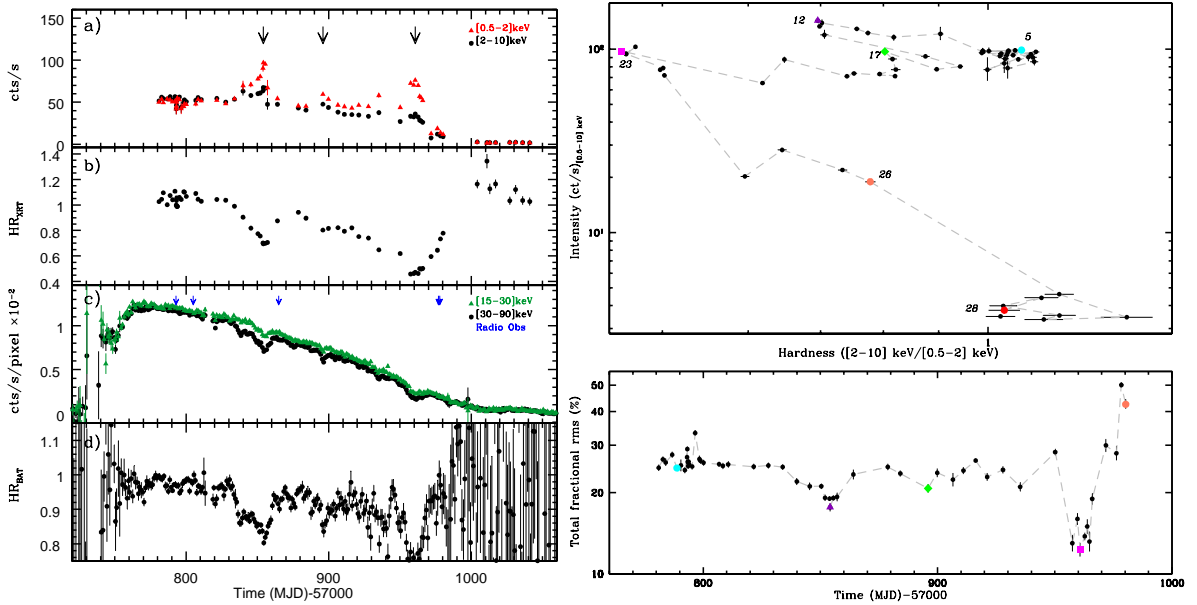 a)
[0.5-2]keV
[2-10]keV
cts/s
150
100
50
0
b)
HR_XRT
1.4
1.2
1
0.8
0.6
0.4
c)
[15-30]keV
[30-90]keV
Radio Obs
cts/s/pixel ×10⁻²
1
0.5
0
d)
HR_BAT
1.1
1
0.9
0.8
800
900
1000
Time (MJD)-57000
12
5
17
23
26
28
10²
10¹
Intensity (ct/s)[0.5-10] keV
1
Hardness ([2-10] keV/[0.5-2] keV)
Total fractional rms (%)
50
40
30
20
10
800
900
1000
Time (MJD)-57000